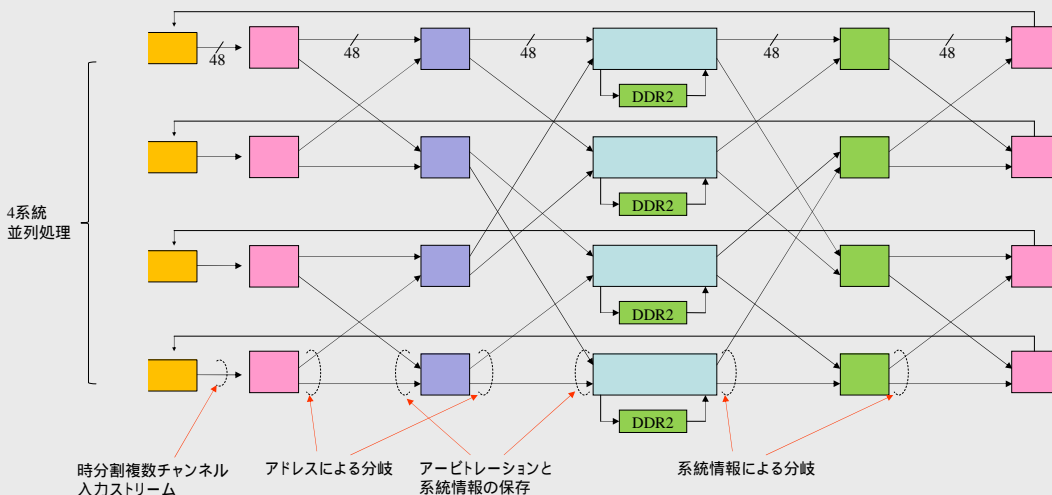 48
48
48
48
48
DDR2
DDR2
DDR2
DDR2
4系統
並列処理
時分割複数チャンネル
入力ストリーム
アドレスによる分岐
アービトレーションと
系統情報の保存
系統情報による分岐